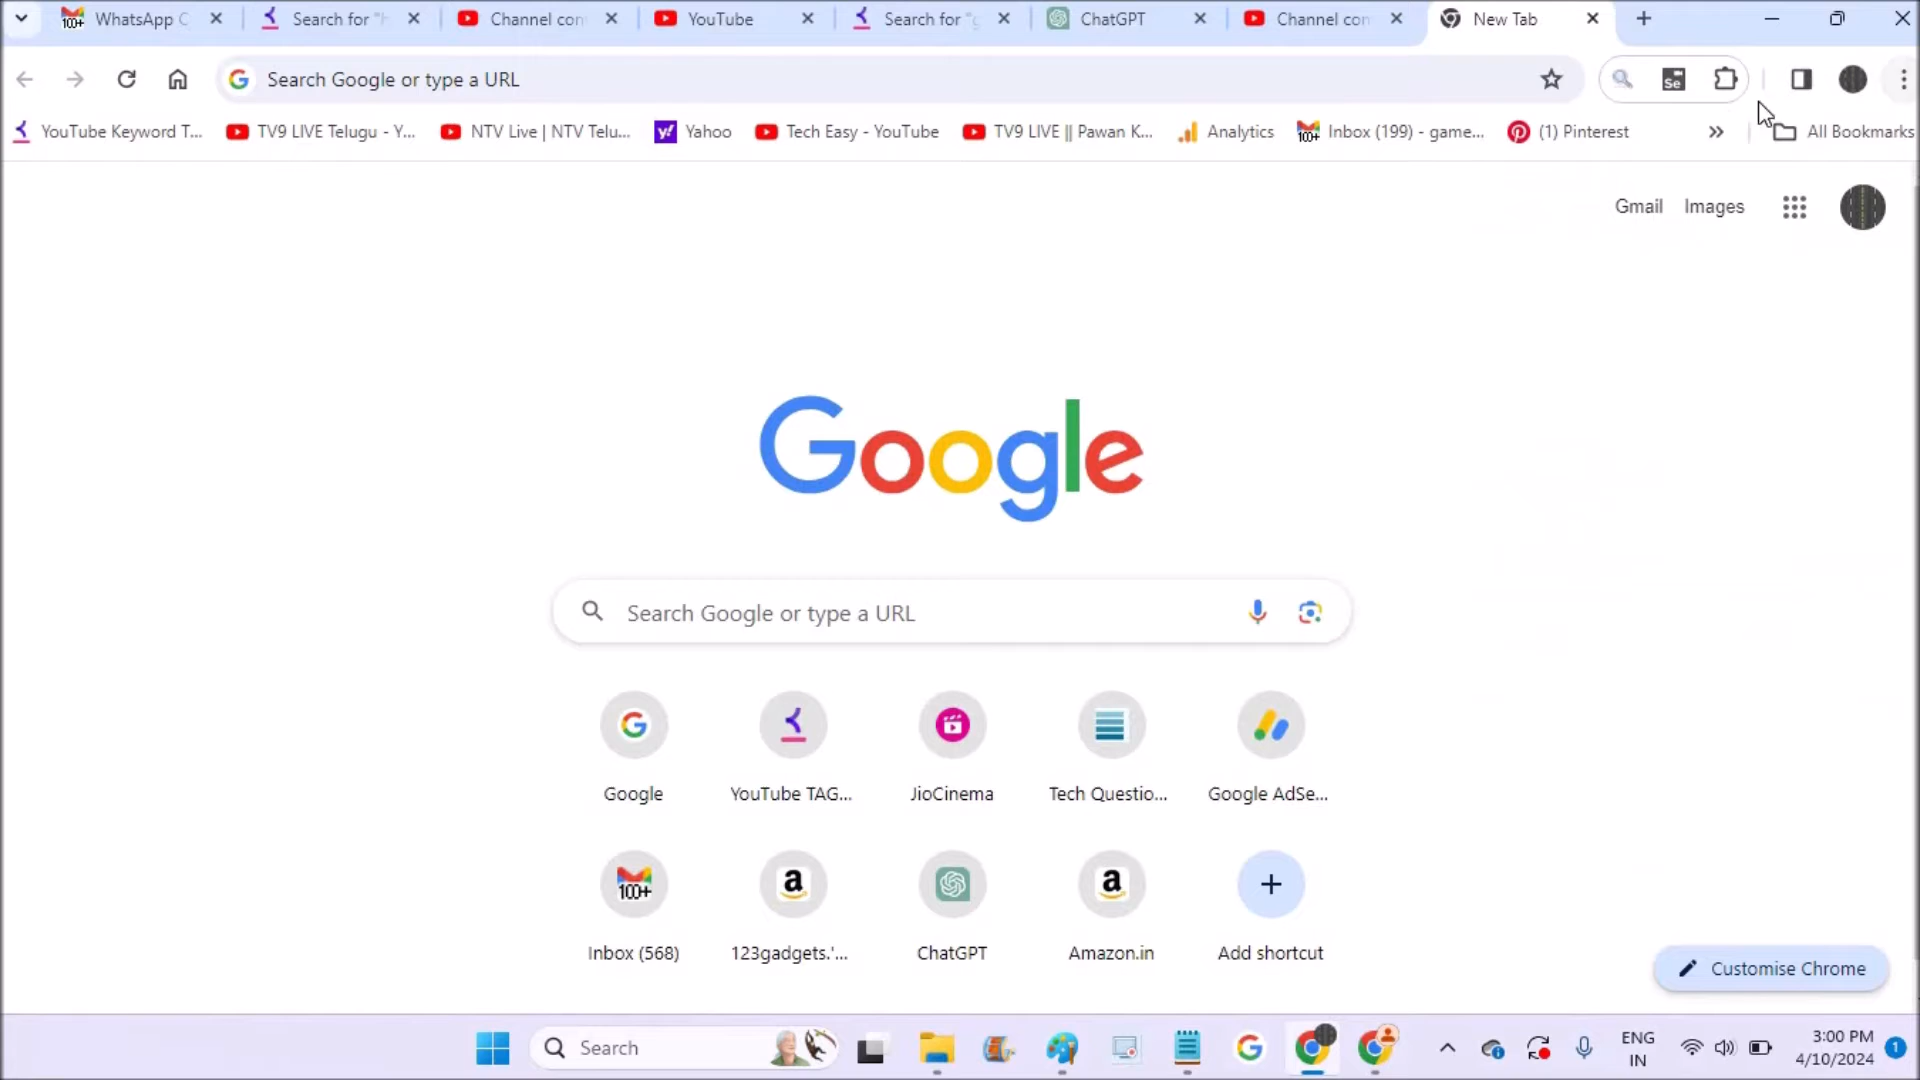 WhatsApp C
Search for "h
Channel con
YouTube
Search for "g
ChatGPT
Channel con
New Tab
Search Google or type a URL
Se
YouTube Keyword T...
TV9 LIVE Telugu - Y...
NTV Live | NTV Telu...
y!
Yahoo
Tech Easy - YouTube
TV9 LIVE || Pawan K...
Analytics
100+
Inbox (199) - game...
(1) Pinterest
»
All Bookmarks
Gmail
Images
Google
Search Google or type a URL
Google
YouTube TAG...
JioCinema
Tech Questio...
Google AdSe...
100+
Inbox (568)
123gadgets.'...
ChatGPT
Amazon.in
Add shortcut
Customise Chrome
Search
ENG
IN
3:00 PM
4/10/2024
1